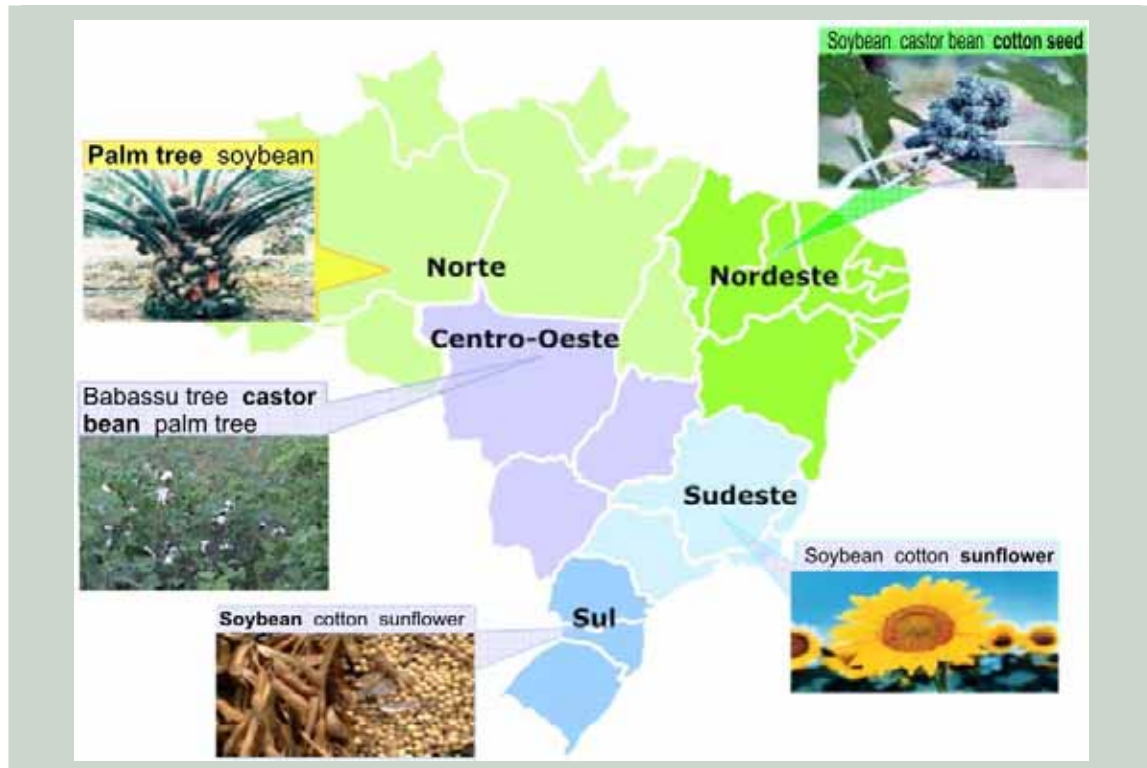 Soybean castor bean cotton seed
Palm tree soybean
Norte
Nordeste
Centro-Oeste
Babassu tree castor
bean palm tree
Sudeste
Soybean cotton sunflower
Soybean cotton sunflower
Sul